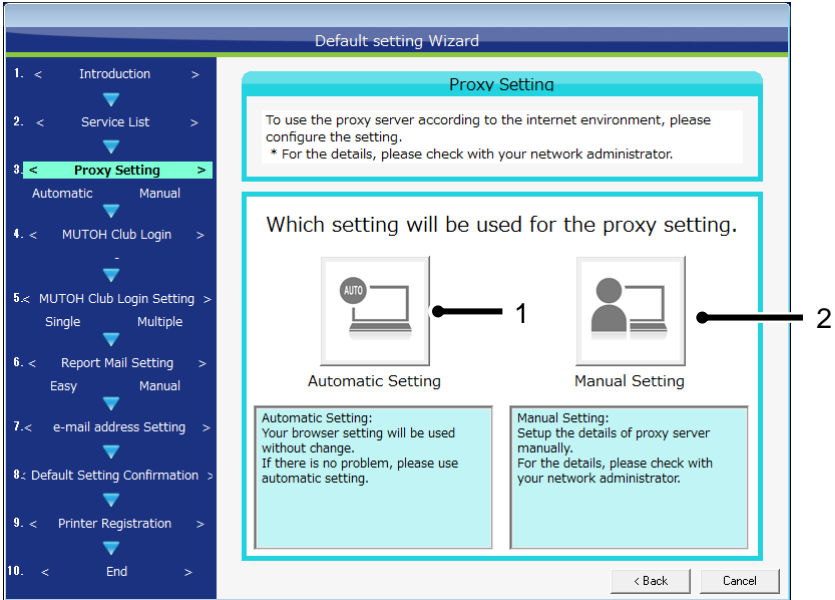 Default setting Wizard
1. < Introduction >
2. < Service List >
3. < Proxy Setting >
Automatic Manual
4. < MUTOH Club Login >
-
5.< MUTOH Club Login Setting >
Single Multiple
6. < Report Mail Setting >
Easy Manual
7.< e-mail address Setting >
8.< Default Setting Confirmation >
9. < Printer Registration >
10. < End >
Proxy Setting
To use the proxy server according to the internet environment, please
configure the setting.
* For the details, please check with your network administrator.
Which setting will be used for the proxy setting.
AUTO
1
2
Automatic Setting
Manual Setting
Automatic Setting:
Your browser setting will be used
without change.
If there is no problem, please use
automatic setting.
Manual Setting:
Setup the details of proxy server
manually.
For the details, please check with
your network administrator.
< Back
Cancel